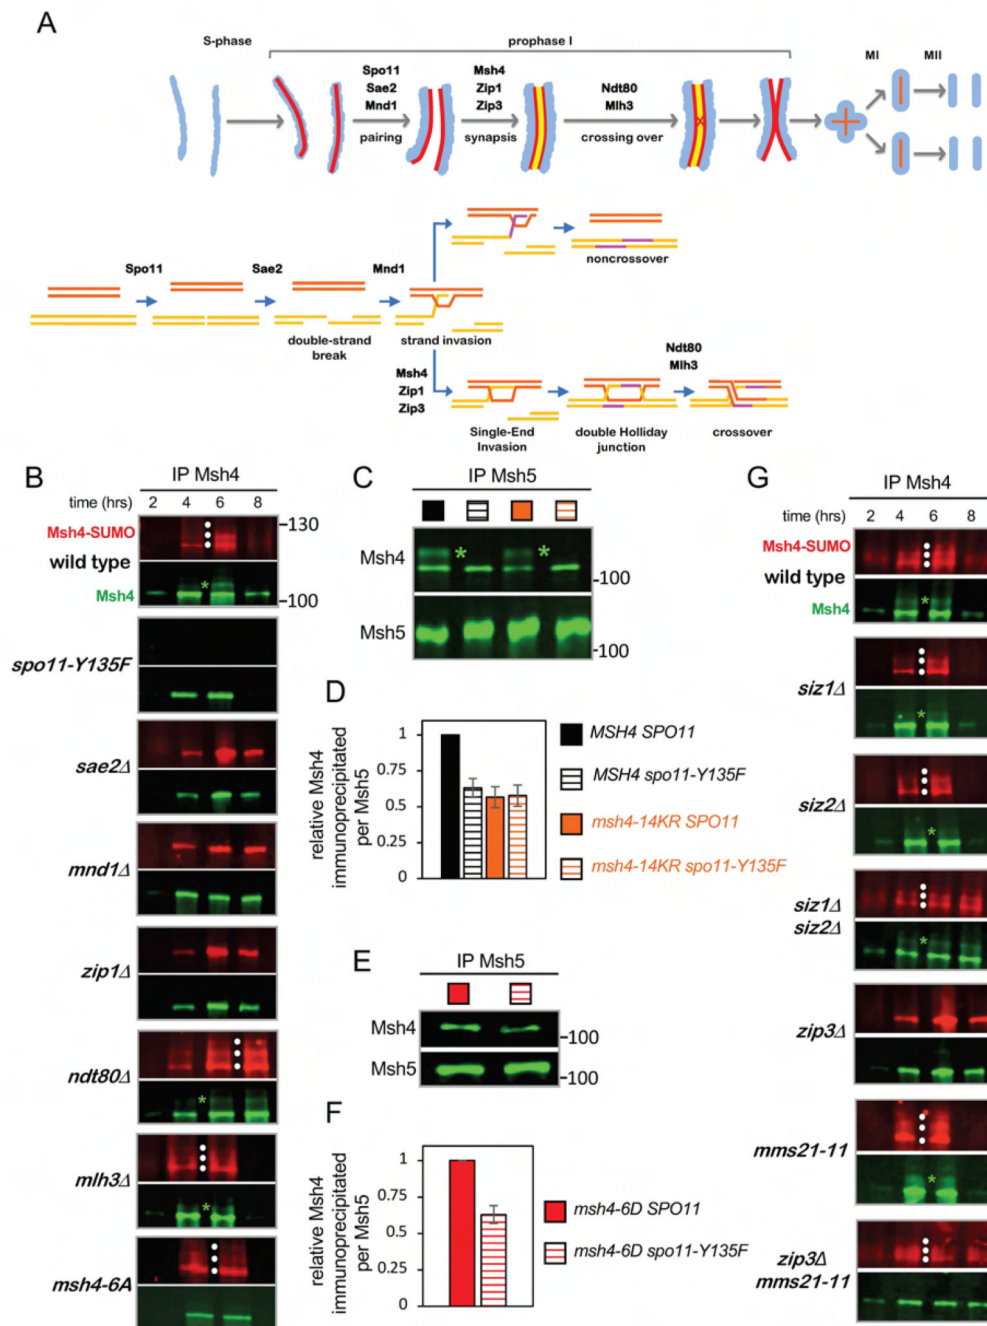 A
S-phase
prophase I
Spo11
Sae2
Mnd1
pairing
Msh4
Zip1
Zip3
synapsis
Ndt80
Mlh3
crossing over
MI
MII
Spo11
Sae2
Mnd1
double-strand
break
strand invasion
noncrossover
Msh4
Zip1
Zip3
Single-End
Invasion
double Holliday
junction
Ndt80
Mlh3
crossover
B
IP Msh4
time (hrs) 2 4 6 8
Msh4-SUMO
wild type
Msh4
-130
-100
*
spo11-Y135F
sae2Δ
mnd1Δ
zip1Δ
ndt80Δ
*
mlh3Δ
*
msh4-6A
C
IP Msh5
Msh4
* *
-100
Msh5
-100
D
relative Msh4
immunoprecipitated
per Msh5
1
0.75
0.5
0.25
0
MSH4 SPO11
MSH4 spo11-Y135F
msh4-14KR SPO11
msh4-14KR spo11-Y135F
E
IP Msh5
Msh4
-100
Msh5
-100
F
relative Msh4
immunoprecipitated
per Msh5
1
0.75
0.5
0.25
0
msh4-6D SPO11
msh4-6D spo11-Y135F
G
IP Msh4
time (hrs) 2 4 6 8
Msh4-SUMO
wild type
Msh4
*
siz1Δ
*
siz2Δ
*
siz1Δ
siz2Δ
*
zip3Δ
mms21-11
*
zip3Δ
mms21-11